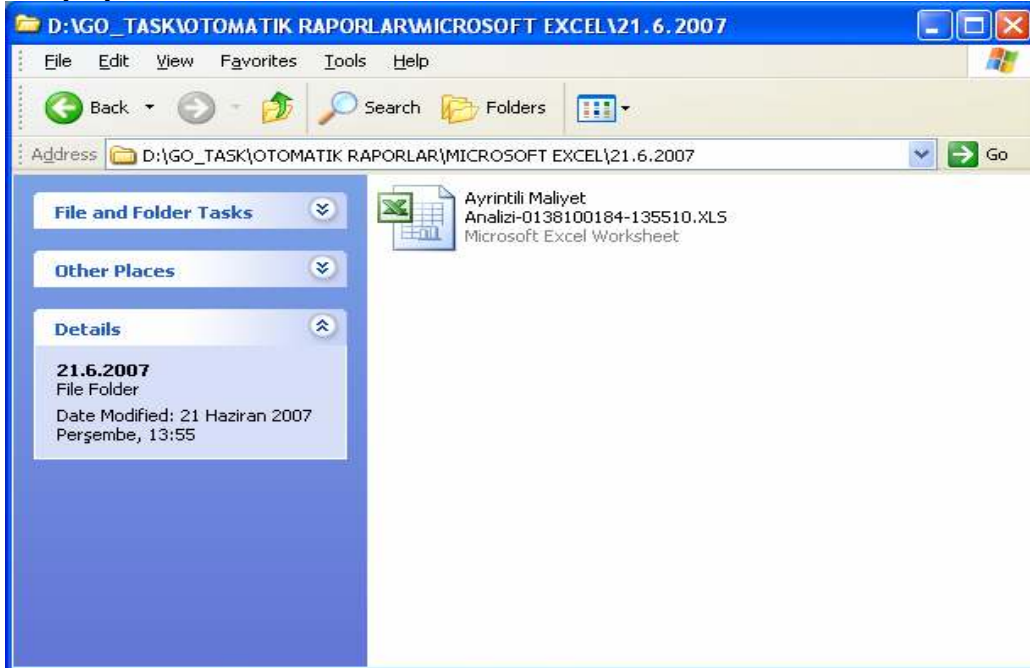 D:\GO_TASK\OTOMATIK RAPORLAR\MICROSOFT EXCEL\21.6.2007
File Edit View Favorites Tools Help
Back Search Folders
Address D:\GO_TASK\OTOMATIK RAPORLAR\MICROSOFT EXCEL\21.6.2007 Go
File and Folder Tasks
Other Places
Details
21.6.2007
File Folder
Date Modified: 21 Haziran 2007
Perşembe, 13:55
Ayrintili Maliyet
Analizi-0138100184-135510.XLS
Microsoft Excel Worksheet